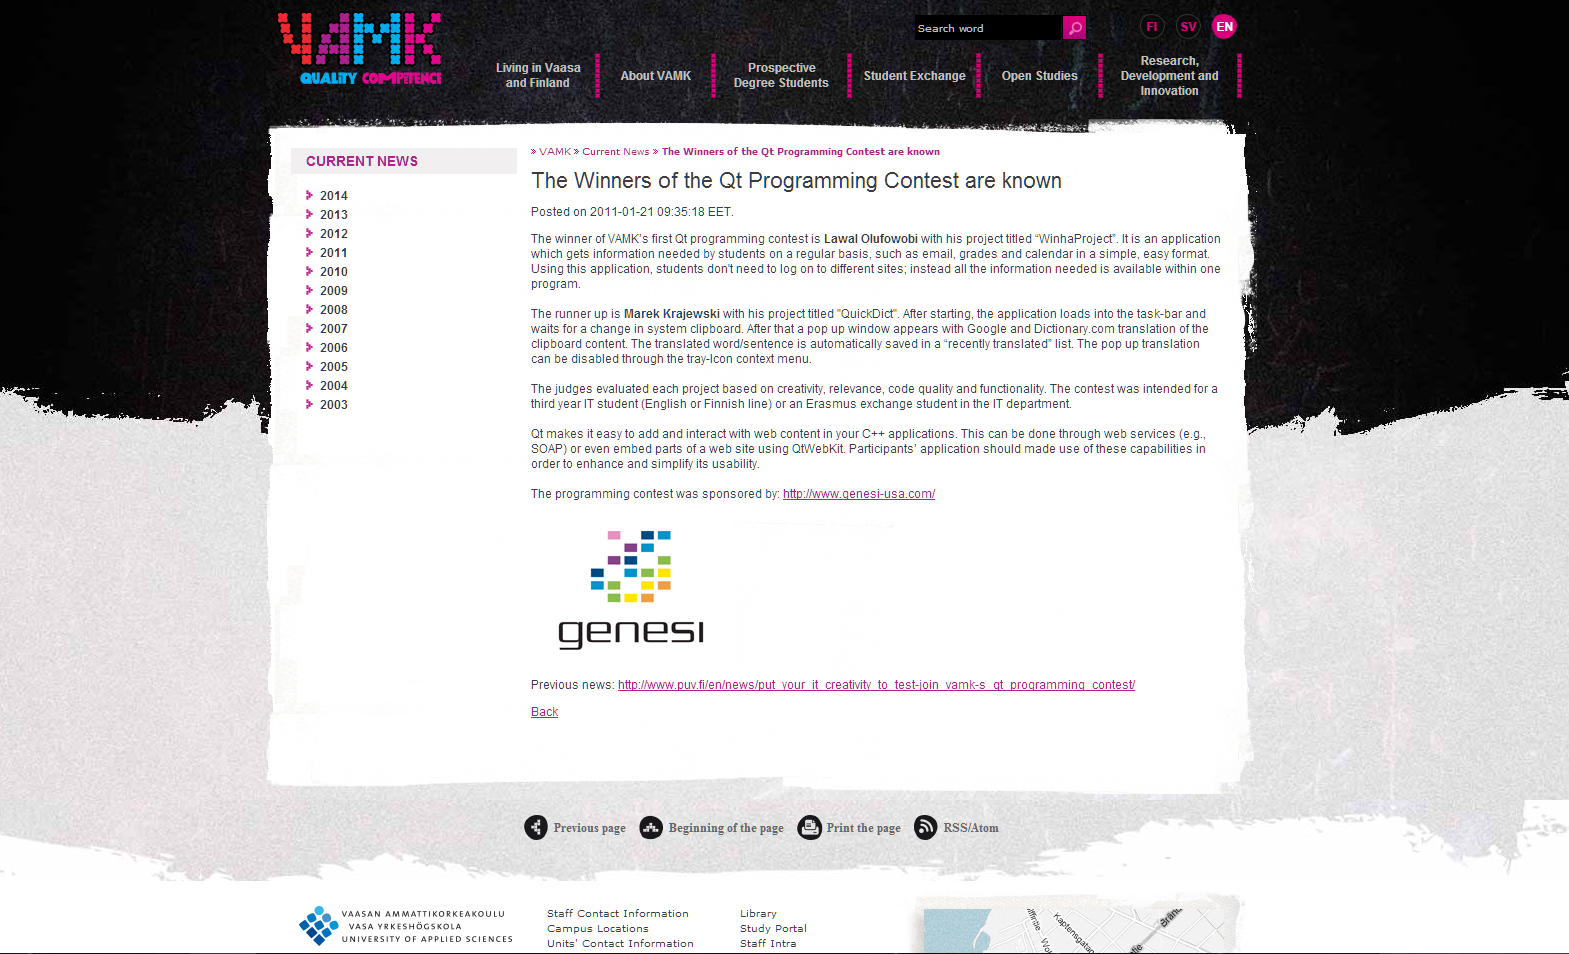 VAMK
QUALITY COMPETENCE
Search word
FI SV EN
Living in Vaasa
and Finland
About VAMK
Prospective
Degree Students
Student Exchange
Open Studies
Research,
Development and
Innovation
CURRENT NEWS
2014
2013
2012
2011
2010
2009
2008
2007
2006
2005
2004
2003
» VAMK » Current News » The Winners of the Qt Programming Contest are known
The Winners of the Qt Programming Contest are known
Posted on 2011-01-21 09:35:18 EET.
The winner of VAMK's first Qt programming contest is Lawal Olufowobi with his project titled “WinhaProject”. It is an application
which gets information needed by students on a regular basis, such as email, grades and calendar in a simple, easy format.
Using this application, students don't need to log on to different sites; instead all the information needed is available within one
program.
The runner up is Marek Krajewski with his project titled "QuickDict". After starting, the application loads into the task-bar and
waits for a change in system clipboard. After that a pop up window appears with Google and Dictionary.com translation of the
clipboard content. The translated word/sentence is automatically saved in a “recently translated” list. The pop up translation
can be disabled through the tray-Icon context menu.
The judges evaluated each project based on creativity, relevance, code quality and functionality. The contest was intended for a
third year IT student (English or Finnish line) or an Erasmus exchange student in the IT department.
Qt makes it easy to add and interact with web content in your C++ applications. This can be done through web services (e.g.,
SOAP) or even embed parts of a web site using QtWebKit. Participants’ application should made use of these capabilities in
order to enhance and simplify its usability.
The programming contest was sponsored by: http://www.genesi-usa.com/
genesi
Previous news: http://www.puv.fi/en/news/put_your_it_creativity_to_test-join_vamk-s_qt_programming_contest/
Back
Previous page
Beginning of the page
Print the page
RSS/Atom
VAASAN AMMATTIKORKEAKOULU
VASA YRKESHÖGSKOLA
UNIVERSITY OF APPLIED SCIENCES
Staff Contact Information
Campus Locations
Units' Contact Information
Library
Study Portal
Staff Intra
Kaptensgatan